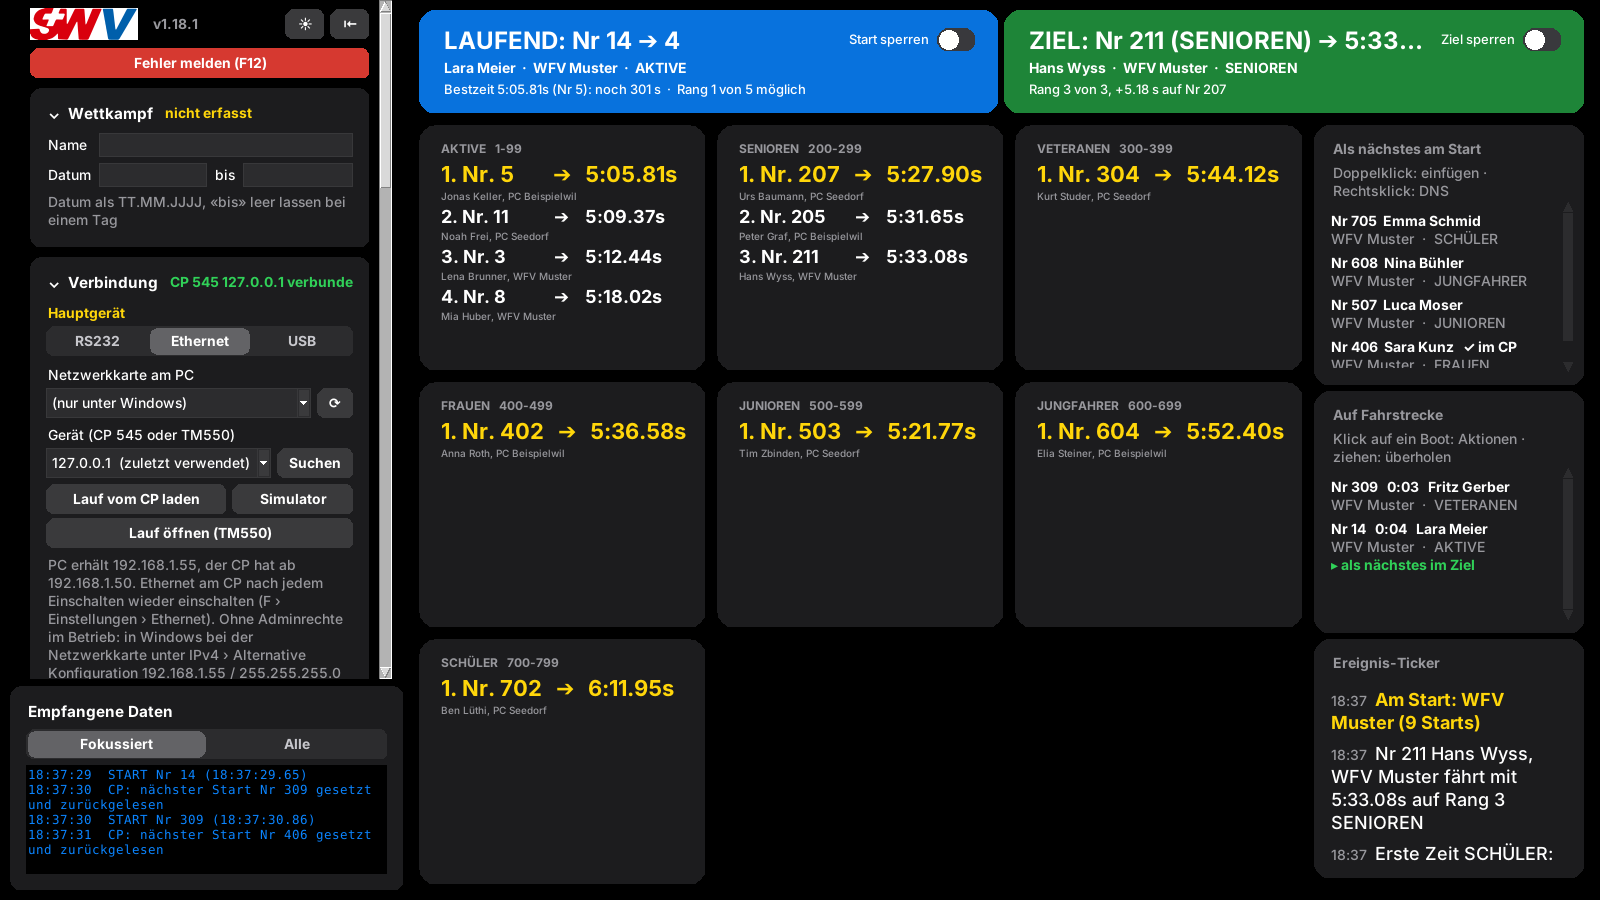 SWV v1.18.1
Fehler melden (F12)
Wettkampf nicht erfasst
Name
Datum bis
Datum als TT.MM.JJJJ, «bis» leer lassen bei
einem Tag
Verbindung CP 545 127.0.0.1 verbunde
Hauptgerät
RS232 Ethernet USB
Netzwerkkarte am PC
(nur unter Windows)
Gerät (CP 545 oder TM550)
127.0.0.1 (zuletzt verwendet) Suchen
Lauf vom CP laden Simulator
Lauf öffnen (TM550)
PC erhält 192.168.1.55, der CP hat ab
192.168.1.50. Ethernet am CP nach jedem
Einschalten wieder einschalten (F ›
Einstellungen › Ethernet). Ohne Adminrechte
im Betrieb: in Windows bei der
Netzwerkkarte unter IPv4 › Alternative
Konfiguration 192.168.1.55 / 255.255.255.0
Empfangene Daten
Fokussiert Alle
18:37:29 START Nr 14 (18:37:29.65)
18:37:30 CP: nächster Start Nr 309 gesetzt
und zurückgelesen
18:37:30 START Nr 309 (18:37:30.86)
18:37:31 CP: nächster Start Nr 406 gesetzt
und zurückgelesen
LAUFEND: Nr 14 → 4 Start sperren
Lara Meier · WFV Muster · AKTIVE
Bestzeit 5:05.81s (Nr 5): noch 301 s · Rang 1 von 5 möglich
ZIEL: Nr 211 (SENIOREN) → 5:33... Ziel sperren
Hans Wyss · WFV Muster · SENIOREN
Rang 3 von 3, +5.18 s auf Nr 207
AKTIVE 1-99
1. Nr. 5 → 5:05.81s
Jonas Keller, PC Beispielwil
2. Nr. 11 → 5:09.37s
Noah Frei, PC Seedorf
3. Nr. 3 → 5:12.44s
Lena Brunner, WFV Muster
4. Nr. 8 → 5:18.02s
Mia Huber, WFV Muster
SENIOREN 200-299
1. Nr. 207 → 5:27.90s
Urs Baumann, PC Seedorf
2. Nr. 205 → 5:31.65s
Peter Graf, PC Beispielwil
3. Nr. 211 → 5:33.08s
Hans Wyss, WFV Muster
VETERANEN 300-399
1. Nr. 304 → 5:44.12s
Kurt Studer, PC Seedorf
FRAUEN 400-499
1. Nr. 402 → 5:36.58s
Anna Roth, PC Beispielwil
JUNIOREN 500-599
1. Nr. 503 → 5:21.77s
Tim Zbinden, PC Seedorf
JUNGFAHRER 600-699
1. Nr. 604 → 5:52.40s
Elia Steiner, PC Beispielwil
SCHÜLER 700-799
1. Nr. 702 → 6:11.95s
Ben Lüthi, PC Seedorf
Als nächstes am Start
Doppelklick: einfügen ·
Rechtsklick: DNS
Nr 705 Emma Schmid
WFV Muster · SCHÜLER
Nr 608 Nina Bühler
WFV Muster · JUNGFAHRER
Nr 507 Luca Moser
WFV Muster · JUNIOREN
Nr 406 Sara Kunz ✓ im CP
WFV Muster · FRAUEN
Auf Fahrstrecke
Klick auf ein Boot: Aktionen ·
ziehen: überholen
Nr 309 0:03 Fritz Gerber
WFV Muster · VETERANEN
Nr 14 0:04 Lara Meier
WFV Muster · AKTIVE
▸ als nächstes im Ziel
Ereignis-Ticker
18:37 Am Start: WFV
Muster (9 Starts)
18:37 Nr 211 Hans Wyss,
WFV Muster fährt mit
5:33.08s auf Rang 3
SENIOREN
18:37 Erste Zeit SCHÜLER: